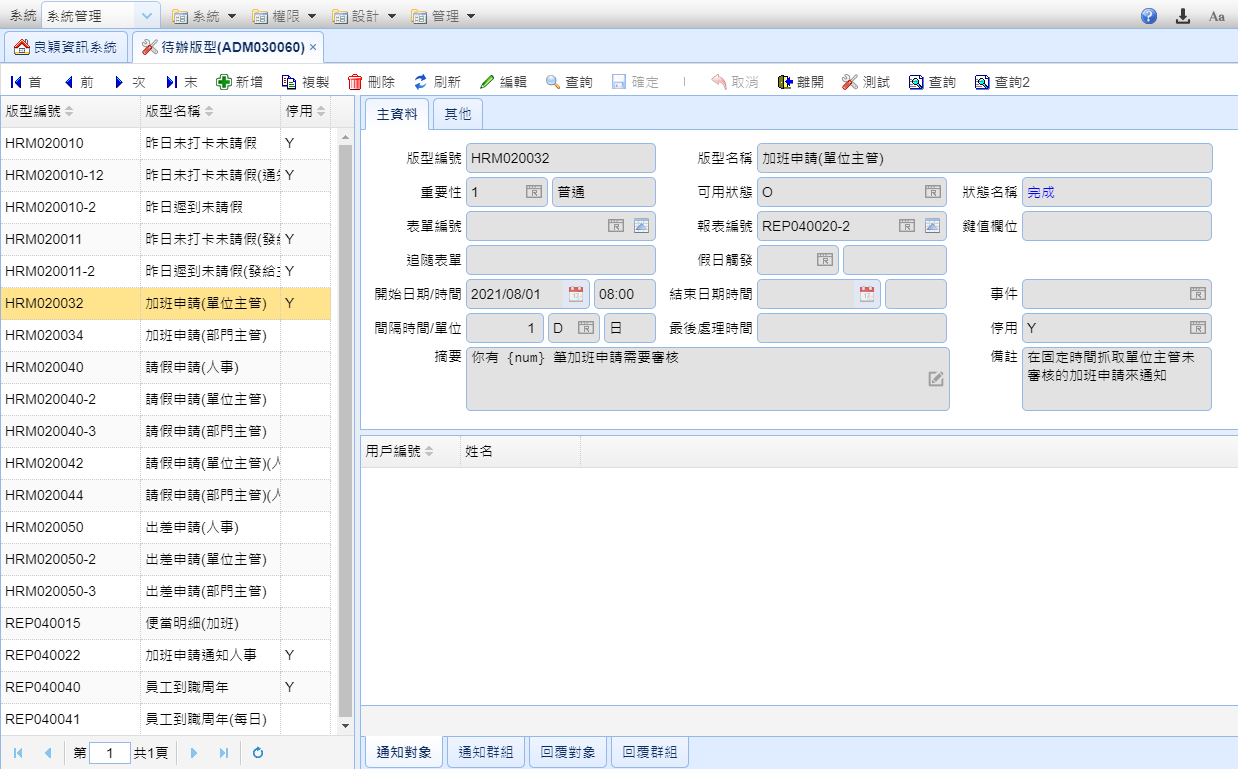 系統 系統管理 系統 權限 設計 管理 Aa
良穎資訊系統 待辦版型(ADM030060) ×
首 前 次 末 新增 複製 刪除 刷新 編輯 查詢 確定 取消 離開 測試 查詢 查詢2
版型編號 版型名稱 停用
HRM020010 昨日未打卡未請假 Y
HRM020010-12 昨日未打卡未請假(通 Y
HRM020010-2 昨日遲到未請假
HRM020011 昨日未打卡未請假(發 Y
HRM020011-2 昨日遲到未請假(發給 Y
HRM020032 加班申請(單位主管) Y
HRM020034 加班申請(部門主管)
HRM020040 請假申請(人事)
HRM020040-2 請假申請(單位主管)
HRM020040-3 請假申請(部門主管)
HRM020042 請假申請(單位主管)(人
HRM020044 請假申請(部門主管)(人
HRM020050 出差申請(人事)
HRM020050-2 出差申請(單位主管)
HRM020050-3 出差申請(部門主管)
REP040015 便當明細(加班)
REP040022 加班申請通知人事 Y
REP040040 員工到職周年 Y
REP040041 員工到職周年(每日)
第 1 共1頁
主資料 其他
版型編號 HRM020032 版型名稱 加班申請(單位主管)
重要性 1 普通 可用狀態 O 狀態名稱 完成
表單編號 報表編號 REP040020-2 鍵值欄位
追隨表單 假日觸發
開始日期/時間 2021/08/01 08:00 結束日期時間 事件
間隔時間/單位 1 D 日 最後處理時間 停用 Y
摘要 你有 {num} 筆加班申請需要審核 備註 在固定時間抓取單位主管未
審核的加班申請來通知
用戶編號 姓名
通知對象 通知群組 回覆對象 回覆群組